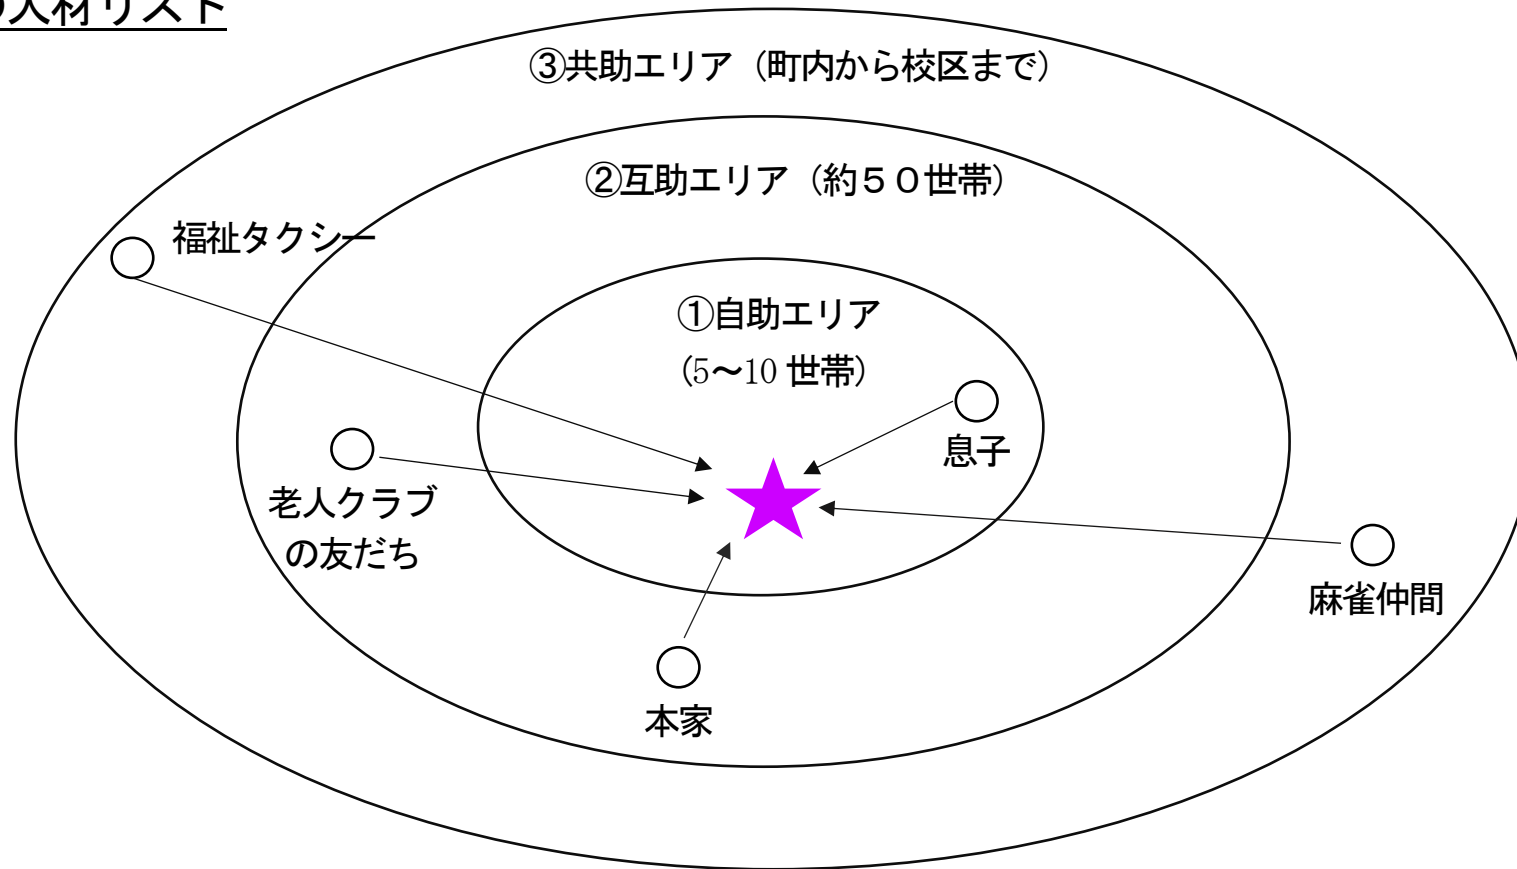 人材リスト
③共助エリア（町内から校区まで）
②互助エリア（約５０世帯）
福祉タクシー
①自助エリア
（5～10 世帯）
息子
老人クラブ
の友だち
麻雀仲間
本家